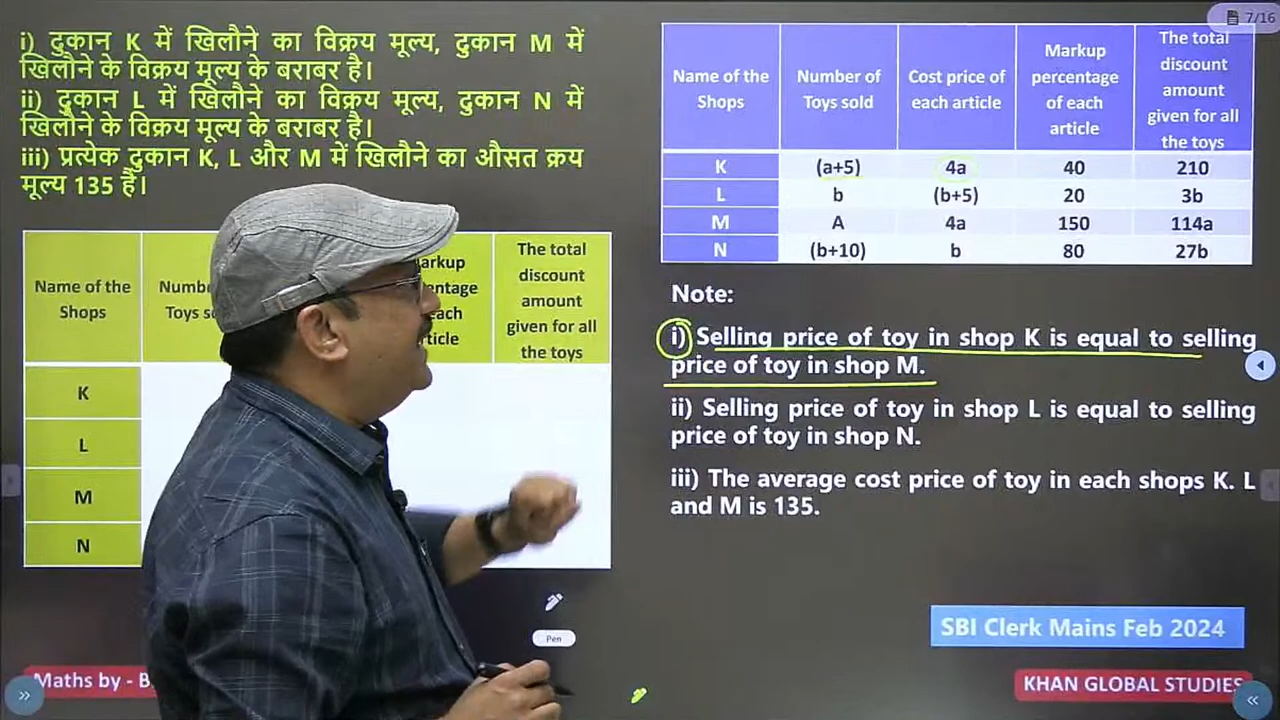 7/16
i) दुकान K में खिलौने का विक्रय मूल्य, दुकान M में
खिलौने के विक्रय मूल्य के बराबर है।
ii) दुकान L में खिलौने का विक्रय मूल्य, दुकान N में
खिलौने के विक्रय मूल्य के बराबर है।
iii) प्रत्येक दुकान K, L और M में खिलौने का औसत क्रय
मूल्य 135 है।
Name of the
Shops
Toys
The total
discount
amount
given for all
the toys
K
L
M
N
Name of the
Shops
Number of
Toys sold
Cost price of
each article
Markup
percentage
of each
article
The total
discount
amount
given for all
the toys
K (a+5) 4a 40 210
L b (b+5) 20 3b
M A 4a 150 114a
N (b+10) b 80 27b
Note:
i) Selling price of toy in shop K is equal to selling
price of toy in shop M.
ii) Selling price of toy in shop L is equal to selling
price of toy in shop N.
iii) The average cost price of toy in each shops K. L
and M is 135.
Pen
SBI Clerk Mains Feb 2024
Maths by - B
KHAN GLOBAL STUDIES